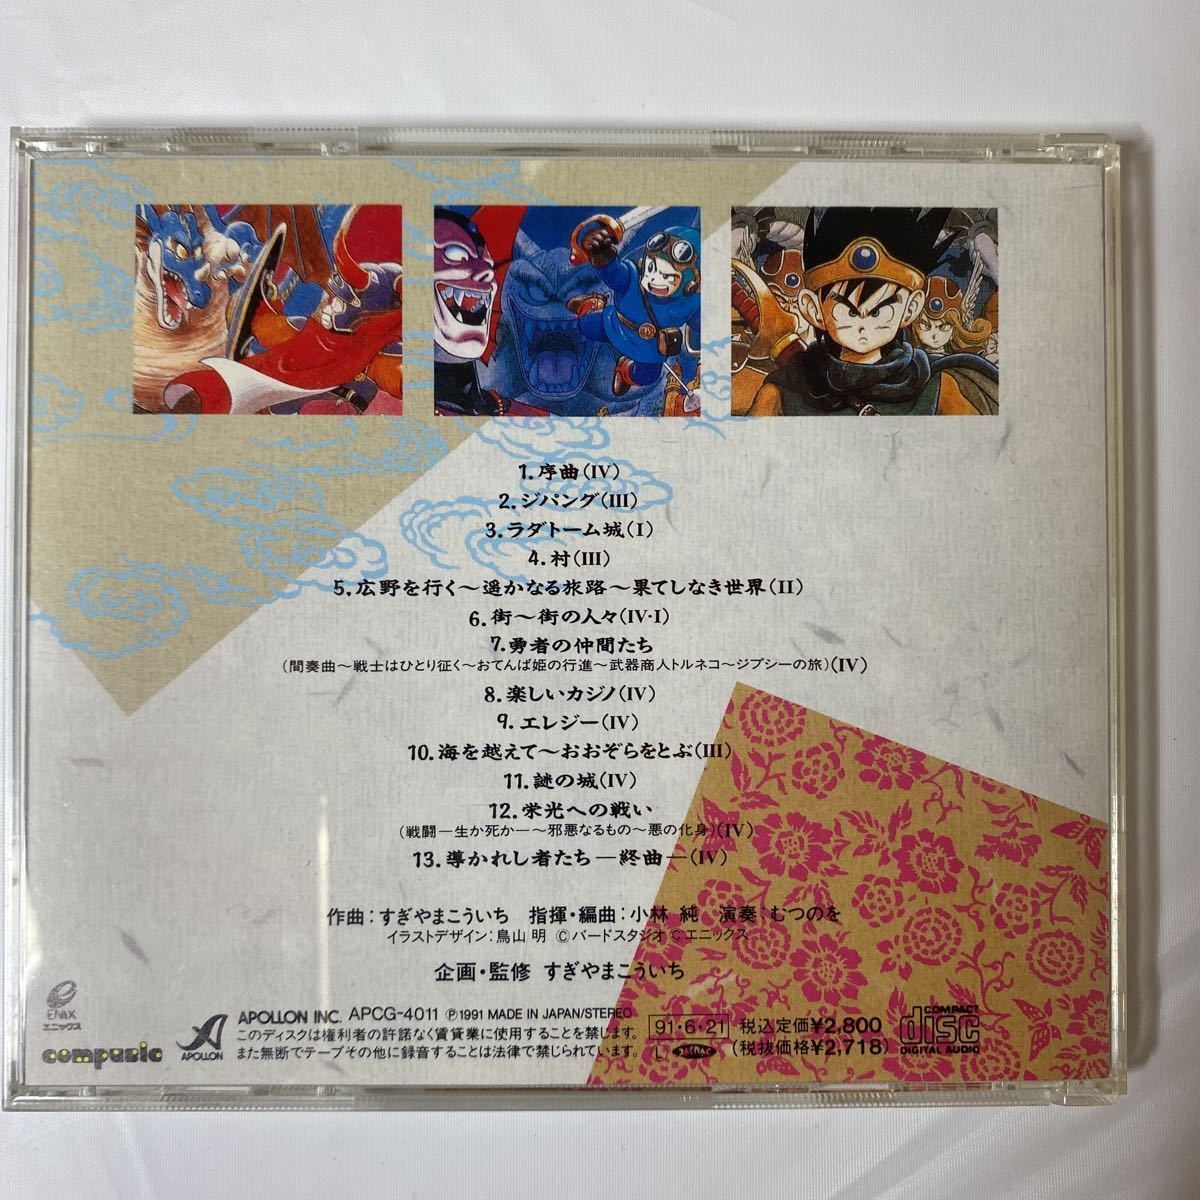 1.序曲(IV)
2.ジパング(III)
3.ラダトーム城(I)
4.村(III)
5.広野を行く〜遥かなる旅路〜果てしなき世界(II)
6.街〜街の人々(IV·I)
7.勇者の仲間たち
(間奏曲〜戦士はひとり征く〜おてんば姫の行進〜武器商人トルネコ〜ジプシーの旅)(IV)
8.楽しいカジノ(IV)
9.エレジー(IV)
10.海を越えて〜おおぞらをとぶ(III)
11.謎の城(IV)
12.栄光への戦い
(戦闘—生か死か—〜邪悪なるもの〜悪の化身)(IV)
13.導かれし者たち—終曲—(IV)
作曲:すぎやまこういち 指揮・編曲:小林 純 演奏:むつのを
イラストデザイン:鳥山 明 ©バードスタジオ ©エニックス
企画・監修 すぎやまこういち
ENIX
エニックス
compusic
APOLLON
APOLLON INC. APCG-4011 ℗1991 MADE IN JAPAN/STEREO
このディスクは権利者の許諾なく賃貸業に使用することを禁じます。
また無断でテープその他に録音することは法律で禁じられています。
91·6·21
L JASRAC
税込定価¥2,800
(税抜価格¥2,718)
COMPACT
disc
DIGITAL AUDIO